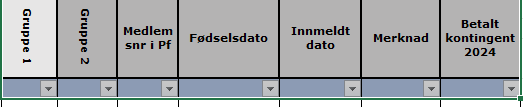 Gruppe 1
Gruppe 2
Medlem
snr i Pf
Fødselsdato
Innmeldt
dato
Merknad
Betalt
kontingent
2024